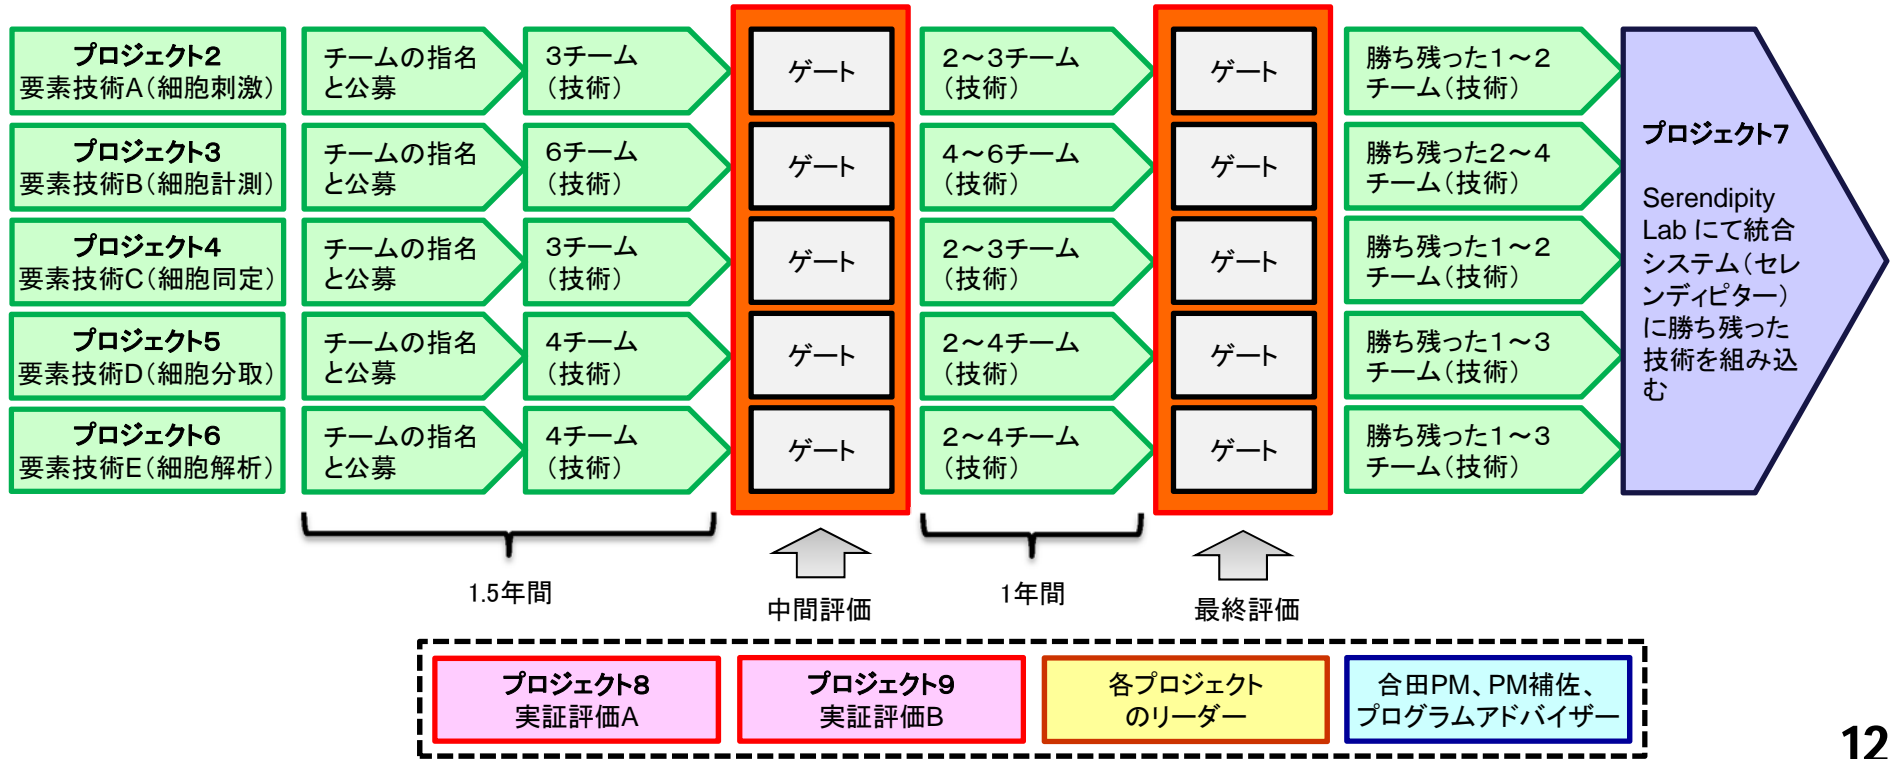 プロジェクト2
要素技術A（細胞刺激）
チームの指名
と公募
3チーム
（技術）
ゲート
2～3チーム
（技術）
ゲート
勝ち残った1～2
チーム（技術）
プロジェクト3
要素技術B（細胞計測）
チームの指名
と公募
6チーム
（技術）
ゲート
4～6チーム
（技術）
ゲート
勝ち残った2～4
チーム（技術）
プロジェクト4
要素技術C（細胞同定）
チームの指名
と公募
3チーム
（技術）
ゲート
2～3チーム
（技術）
ゲート
勝ち残った1～2
チーム（技術）
プロジェクト5
要素技術D（細胞分取）
チームの指名
と公募
4チーム
（技術）
ゲート
2～4チーム
（技術）
ゲート
勝ち残った1～3
チーム（技術）
プロジェクト6
要素技術E（細胞解析）
チームの指名
と公募
4チーム
（技術）
ゲート
2～4チーム
（技術）
ゲート
勝ち残った1～3
チーム（技術）
プロジェクト7
Serendipity
Lab にて統合
システム（セレ
ンディピター）
に勝ち残った
技術を組み込
む
1.5年間
中間評価
1年間
最終評価
プロジェクト8
実証評価A
プロジェクト9
実証評価B
各プロジェクト
のリーダー
合田PM、PM補佐、
プログラムアドバイザー
12